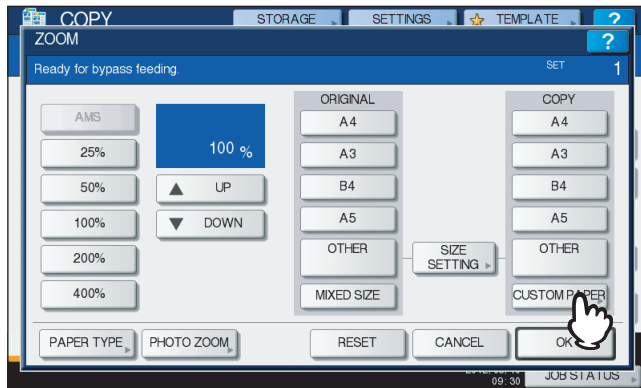 COPY STORAGE SETTINGS TEMPLATE ?
ZOOM ?
Ready for bypass feeding. SET 1
ORIGINAL COPY
AMS A4 A4
25% 100 % A3 A3
50% UP B4 B4
100% DOWN A5 A5
200% OTHER SIZE SETTING OTHER
400% MIXED SIZE CUSTOM PAPER
PAPER TYPE PHOTO ZOOM RESET CANCEL OK
09:30 JOB STATUS